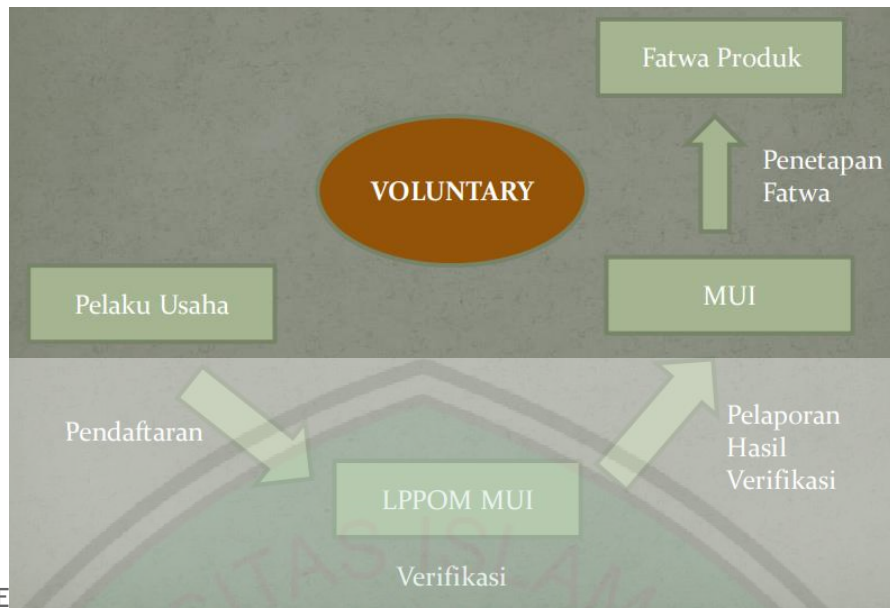 Fatwa Produk
Penetapan
Fatwa
VOLUNTARY
MUI
Pelaku Usaha
Pendaftaran
Pelaporan
Hasil
Verifikasi
LPPOM MUI
Verifikasi